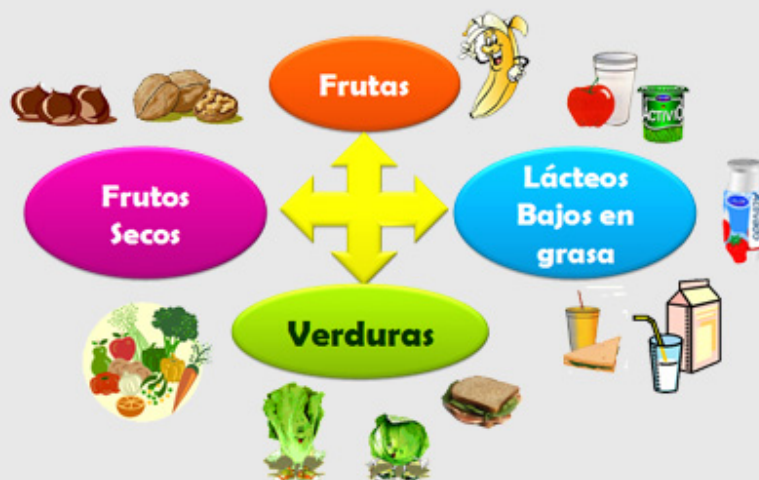 Frutas
Frutos
Secos
Lácteos
Bajos en
grasa
Verduras